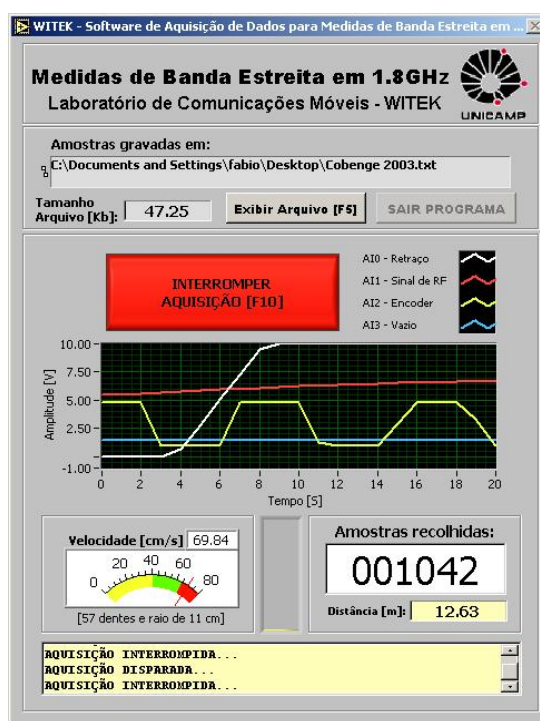 WITEK - Software de Aquisição de Dados para Medidas de Banda Estreita em ...
Medidas de Banda Estreita em 1.8GHz
Laboratório de Comunicações Móveis - WITEK
UNICAMP
Amostras gravadas em:
C:\Documents and Settings\fabio\Desktop\Cobenge 2003.txt
Tamanho
Arquivo [Kb]: 47.25
Exibir Arquivo [F5]
SAIR PROGRAMA
INTERROMPER
AQUISIÇÃO [F10]
AI0 - Retraço
AI1 - Sinal de RF
AI2 - Encoder
AI3 - Vazio
Amplitude [V]
10.00
7.50
5.00
2.50
-1.00
0 2 4 6 8 10 12 14 16 18 20
Tempo [S]
Velocidade [cm/s] 69.84
0 20 40 60 80
[57 dentes e raio de 11 cm]
Amostras recolhidas:
001042
Distância [m]: 12.63
AQUISIÇÃO INTERROMPIDA...
AQUISIÇÃO DISPARADA...
AQUISIÇÃO INTERROMPIDA...